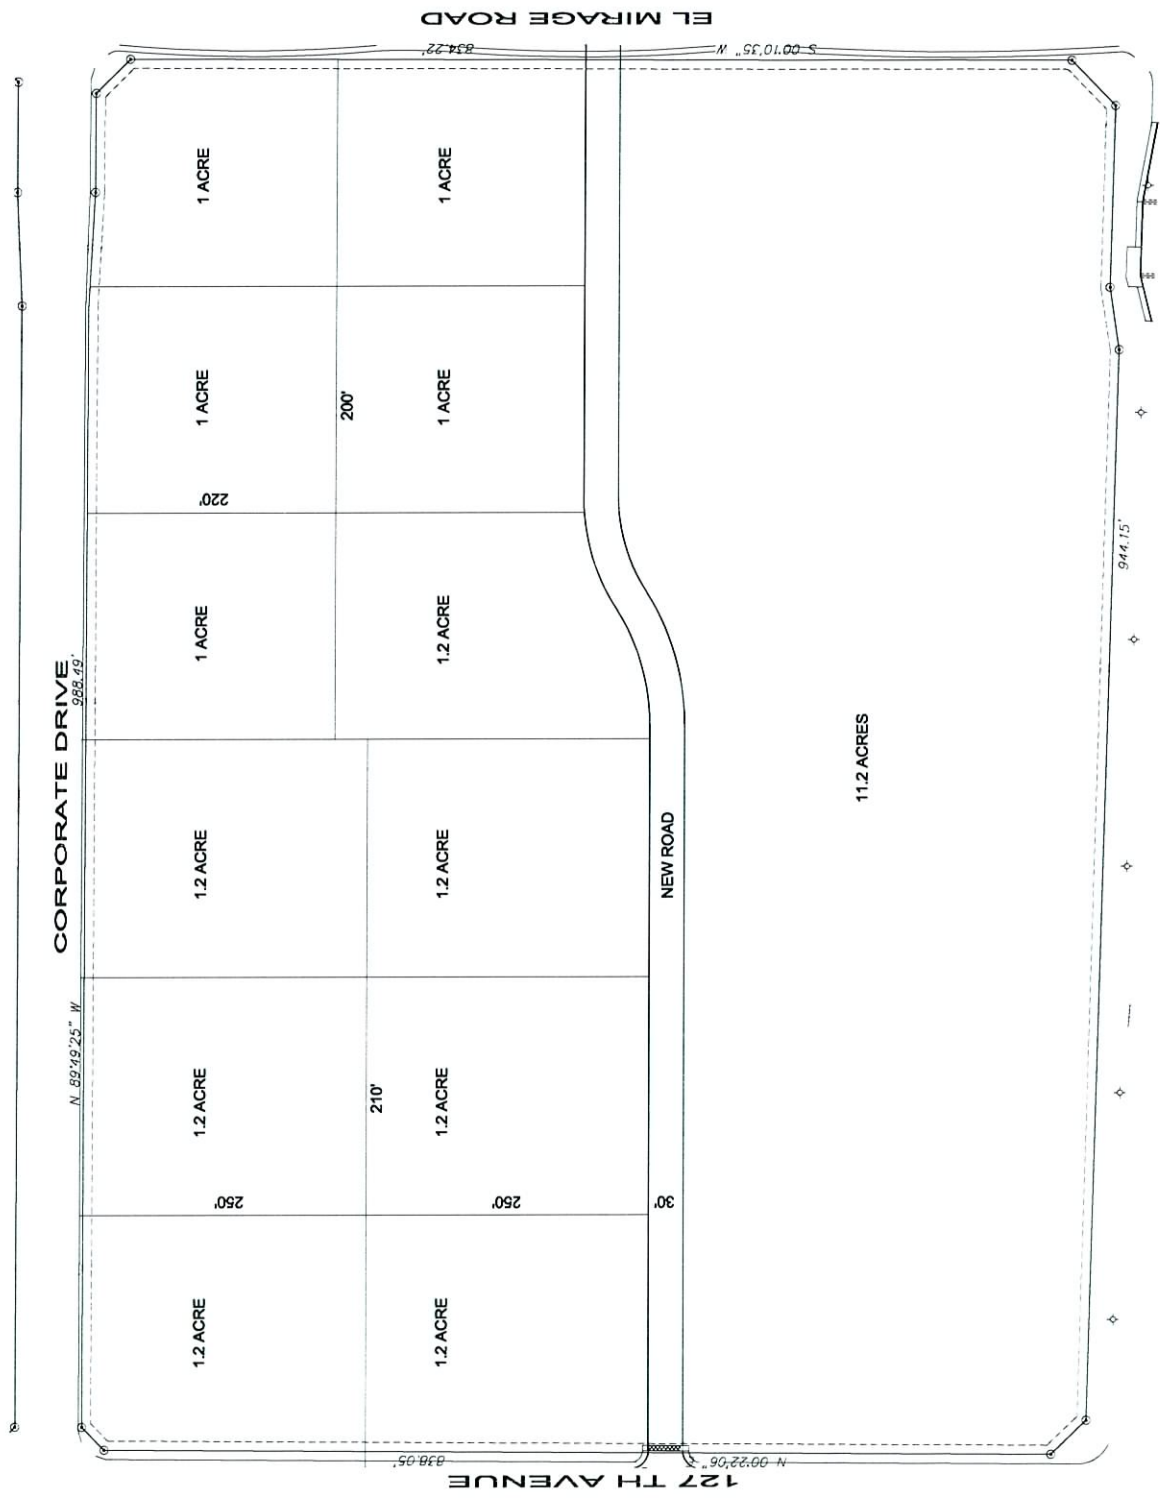 EL MIRAGE ROAD
834.22'
S 00°10'35" W
1 ACRE
1 ACRE
1 ACRE
1 ACRE
200'
220'
1 ACRE
1.2 ACRE
CORPORATE DRIVE
988.49'
N 89°49'25" W
944.15'
11.2 ACRES
1.2 ACRE
1.2 ACRE
NEW ROAD
1.2 ACRE
1.2 ACRE
210'
250'
250'
30'
1.2 ACRE
1.2 ACRE
838.05'
N 00°22'06" E
127 TH AVENUE